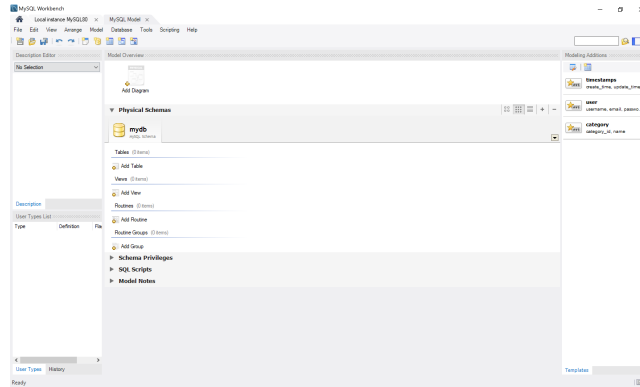 MySQL Workbench
Local instance MySQL80 × MySQL Model ×
File Edit View Arrange Model Database Tools Scripting Help
Description Editor
No Selection
Description
User Types List
Type Definition Fla
User Types History
Ready
Model Overview
Add Diagram
Physical Schemas
mydb
MySQL Schema
Tables (0 items)
Add Table
Views (0 items)
Add View
Routines (0 items)
Add Routine
Routine Groups (0 items)
Add Group
Schema Privileges
SQL Scripts
Model Notes
Modeling Additions
timestamps
create_time, update_time
user
username, email, passwo.
category
category_id, name
Templates